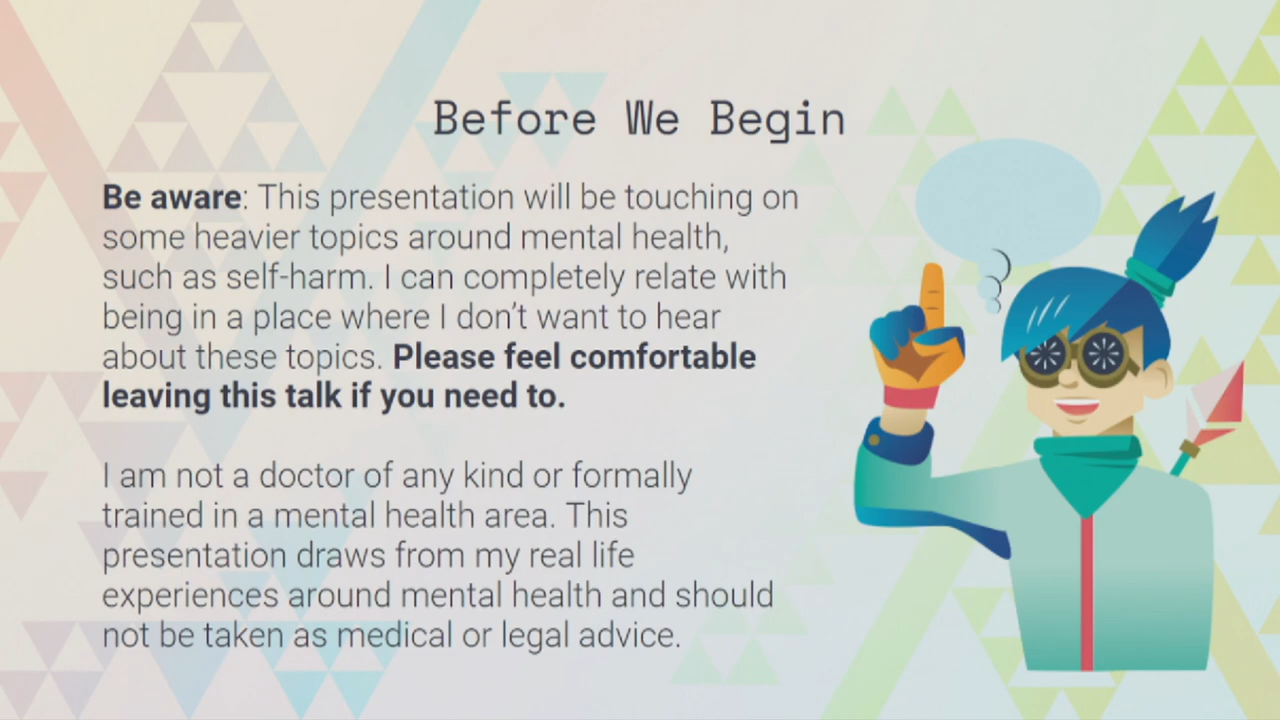 Before We Begin
Be aware: This presentation will be touching on
some heavier topics around mental health,
such as self-harm. I can completely relate with
being in a place where I don’t want to hear
about these topics. Please feel comfortable
leaving this talk if you need to.
I am not a doctor of any kind or formally
trained in a mental health area. This
presentation draws from my real life
experiences around mental health and should
not be taken as medical or legal advice.